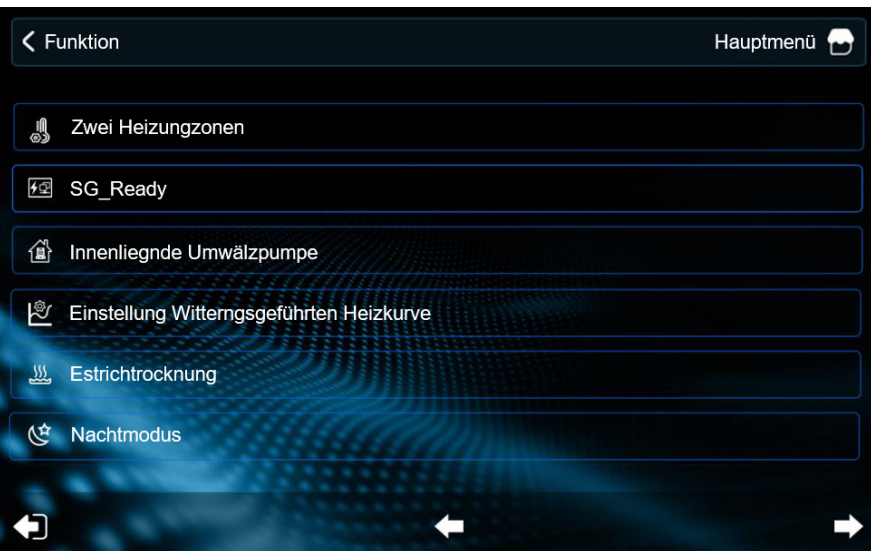 Funktion
Hauptmenü
Zwei Heizungzonen
SG_Ready
Innenliegnde Umwälzpumpe
Einstellung Witterngsgeführten Heizkurve
Estrichtrocknung
Nachtmodus